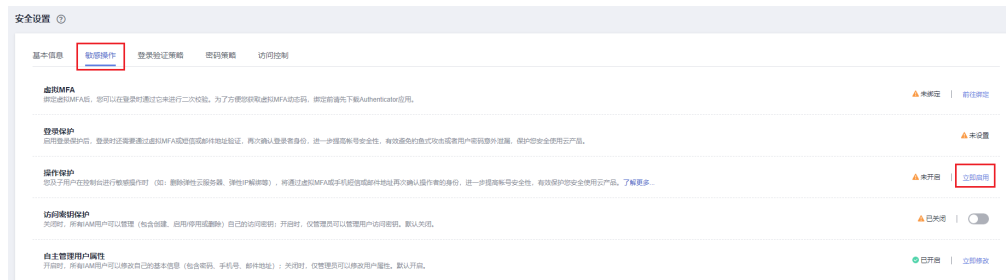 安全设置
基本信息 敏感操作 登录验证策略 密码策略 访问控制
虚拟MFA
绑定虚拟MFA后，您可以在登录时通过它来进行二次校验。为了方便您获取虚拟MFA动态码，绑定前请先下载Authenticator应用。
未绑定 | 前往绑定
登录保护
启用登录保护后，登录时还需要通过虚拟MFA或短信或邮件地址验证，再次确认登录者身份，进一步提高帐号安全性，有效避免钓鱼式攻击或者用户密码意外泄漏，保护您安全使用云产品。
未设置
操作保护
您及子用户在控制台进行敏感操作时（如：删除弹性云服务器、弹性IP解绑等），将通过虚拟MFA或手机短信或邮件地址再次确认操作者的身份，进一步提高帐号安全性，有效保护您安全使用云产品。了解更多...
未开启 | 立即启用
访问密钥保护
关闭时，所有IAM用户可以管理（包含创建、启用/停用或删除）自己的访问密钥；开启时，仅管理员可以管理用户访问密钥。默认关闭。
已关闭 |
自主管理用户属性
开启时，所有IAM用户可以修改自己的基本信息（包含密码、手机号、邮件地址）；关闭时，仅管理员可以修改用户属性。默认开启。
已开启 | 立即修改